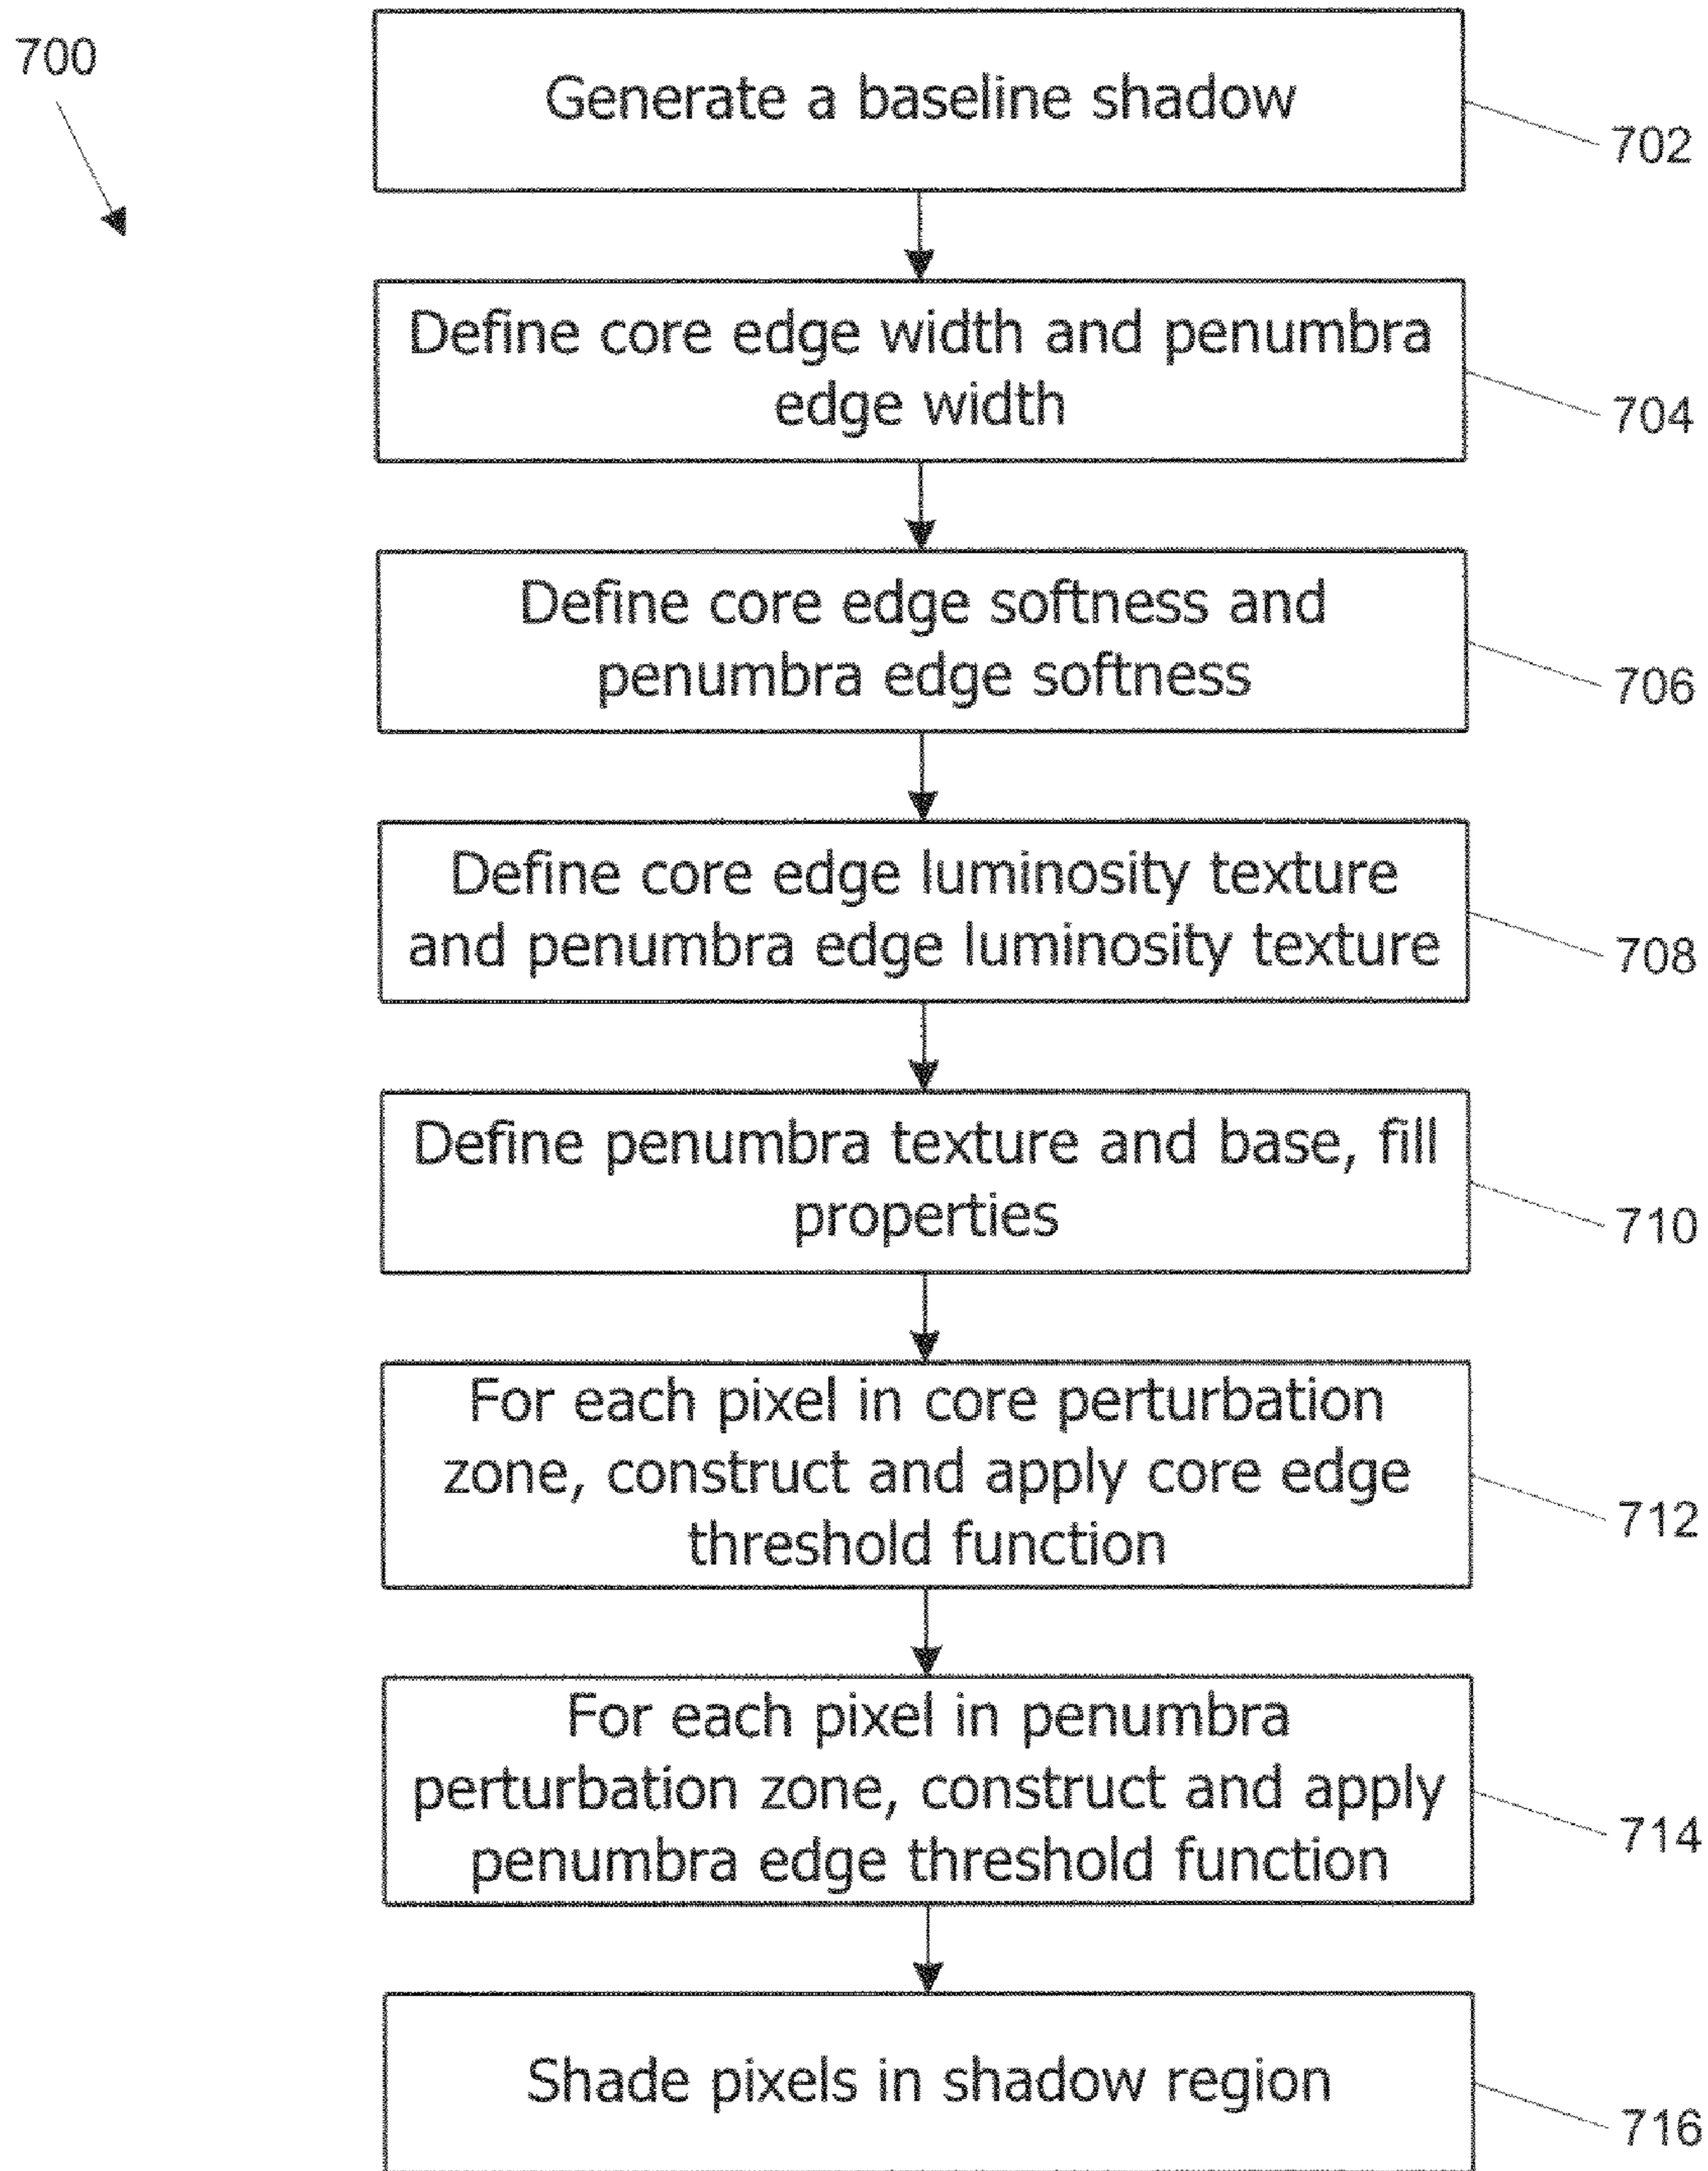 700
Generate a baseline shadow
702
Define core edge width and penumbra
edge width
704
Define core edge softness and
penumbra edge softness
706
Define core edge luminosity texture
and penumbra edge luminosity texture
708
Define penumbra texture and base, fill
properties
710
For each pixel in core perturbation
zone, construct and apply core edge
threshold function
712
For each pixel in penumbra
perturbation zone, construct and apply
penumbra edge threshold function
714
Shade pixels in shadow region
716